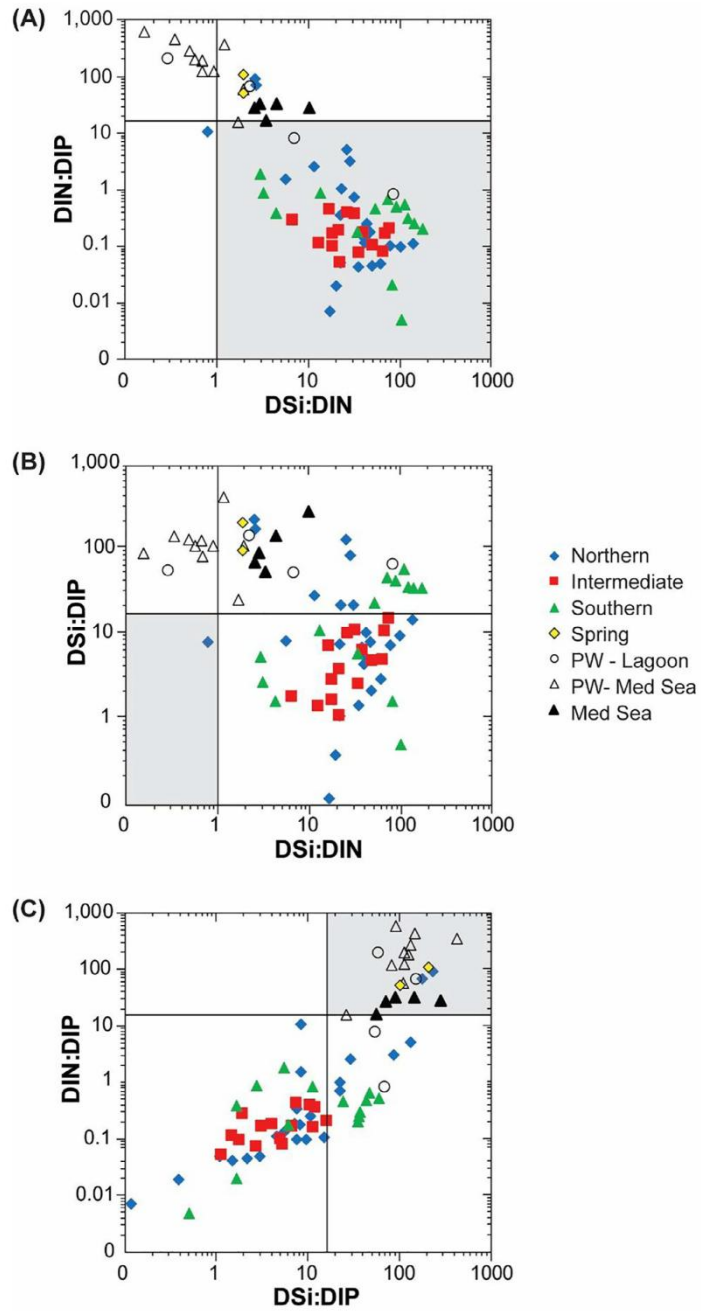 (A)
1,000
100
10
1
0.1
0.01
0
DIN:DIP
0 1 10 100 1000
DSi:DIN
(B)
1,000
100
10
1
0
DSi:DIP
0 1 10 100 1000
DSi:DIN
Northern
Intermediate
Southern
Spring
PW - Lagoon
PW- Med Sea
Med Sea
(C)
1,000
100
10
1
0.1
0.01
0
DIN:DIP
0 1 10 100 1000
DSi:DIP